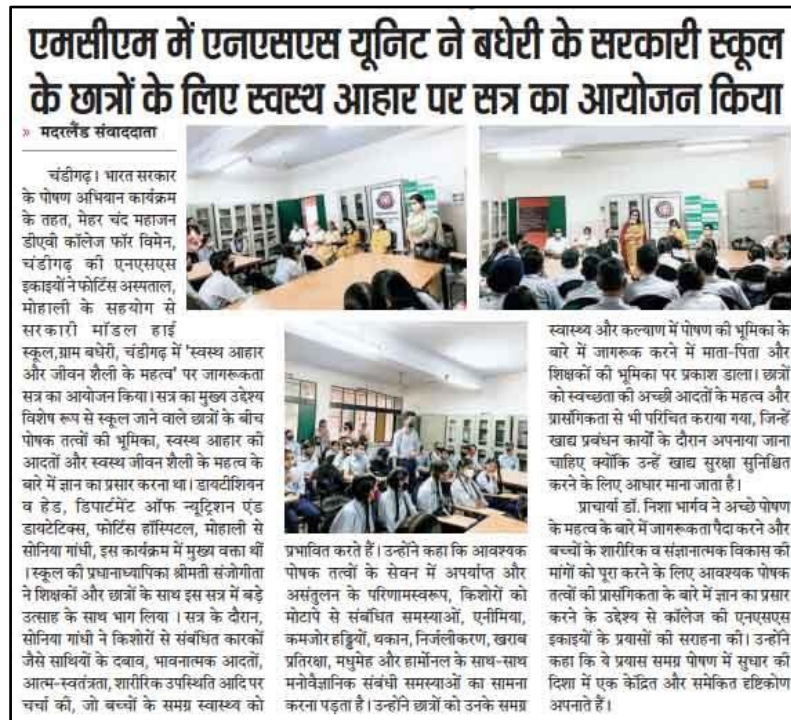 एमसीएम में एनएसएस यूनिट ने बधेरी के सरकारी स्कूल
के छात्रों के लिए स्वस्थ आहार पर सत्र का आयोजन किया
» मदरलैंड संवाददाता
चंडीगढ़। भारत सरकार
के पोषण अभियान कार्यक्रम
के तहत, मेहर चंद महाजन
डीएवी कॉलेज फॉर विमेन,
चंडीगढ़ की एनएसएस
इकाइयों ने फोर्टिस अस्पताल,
मोहाली के सहयोग से
सरकारी मॉडल हाई
स्कूल,ग्राम बधेरी, चंडीगढ़ में 'स्वस्थ आहार
और जीवन शैली के महत्व' पर जागरूकता
सत्र का आयोजन किया। सत्र का मुख्य उद्देश्य
विशेष रूप से स्कूल जाने वाले छात्रों के बीच
पोषक तत्वों की भूमिका, स्वस्थ आहार की
आदतों और स्वस्थ जीवन शैली के महत्व के
बारे में ज्ञान का प्रसार करना था। डायटीशियन
व हेड, डिपार्टमेंट ऑफ न्यूट्रिशन एंड
डायटेटिक्स, फोर्टिस हॉस्पिटल, मोहाली से
सोनिया गांधी, इस कार्यक्रम में मुख्य वक्ता थीं
। स्कूल की प्रधानाध्यापिका श्रीमती संजोगीता
ने शिक्षकों और छात्रों के साथ इस सत्र में बड़े
उत्साह के साथ भाग लिया । सत्र के दौरान,
सोनिया गांधी ने किशोरों से संबंधित कारकों
जैसे साथियों के दबाव, भावनात्मक आदतों,
आत्म-स्वतंत्रता, शारीरिक उपस्थिति आदि पर
चर्चा की, जो बच्चों के समग्र स्वास्थ्य को
प्रभावित करते हैं। उन्होंने कहा कि आवश्यक
पोषक तत्वों के सेवन में अपर्याप्त और
असंतुलन के परिणामस्वरूप, किशोरों को
मोटापे से संबंधित समस्याओं, एनीमिया,
कमजोर हड्डियों, थकान, निर्जलीकरण, खराब
प्रतिरक्षा, मधुमेह और हार्मोनल के साथ-साथ
मनोवैज्ञानिक संबंधी समस्याओं का सामना
करना पड़ता है। उन्होंने छात्रों को उनके समग्र
स्वास्थ्य और कल्याण में पोषण की भूमिका के
बारे में जागरूक करने में माता-पिता और
शिक्षकों की भूमिका पर प्रकाश डाला। छात्रों
को स्वच्छता की अच्छी आदतों के महत्व और
प्रासंगिकता से भी परिचित कराया गया, जिन्हें
खाद्य प्रबंधन कार्यों के दौरान अपनाया जाना
चाहिए क्योंकि उन्हें खाद्य सुरक्षा सुनिश्चित
करने के लिए आधार माना जाता है।
प्राचार्या डॉ. निशा भार्गव ने अच्छे पोषण
के महत्व के बारे में जागरूकता पैदा करने और
बच्चों के शारीरिक व संज्ञानात्मक विकास की
मांगों को पूरा करने के लिए आवश्यक पोषक
तत्वों की प्रासंगिकता के बारे में ज्ञान का प्रसार
करने के उद्देश्य से कॉलेज की एनएसएस
इकाइयों के प्रयासों की सराहना की। उन्होंने
कहा कि ये प्रयास समग्र पोषण में सुधार की
दिशा में एक केंद्रित और समेकित दृष्टिकोण
अपनाते हैं।